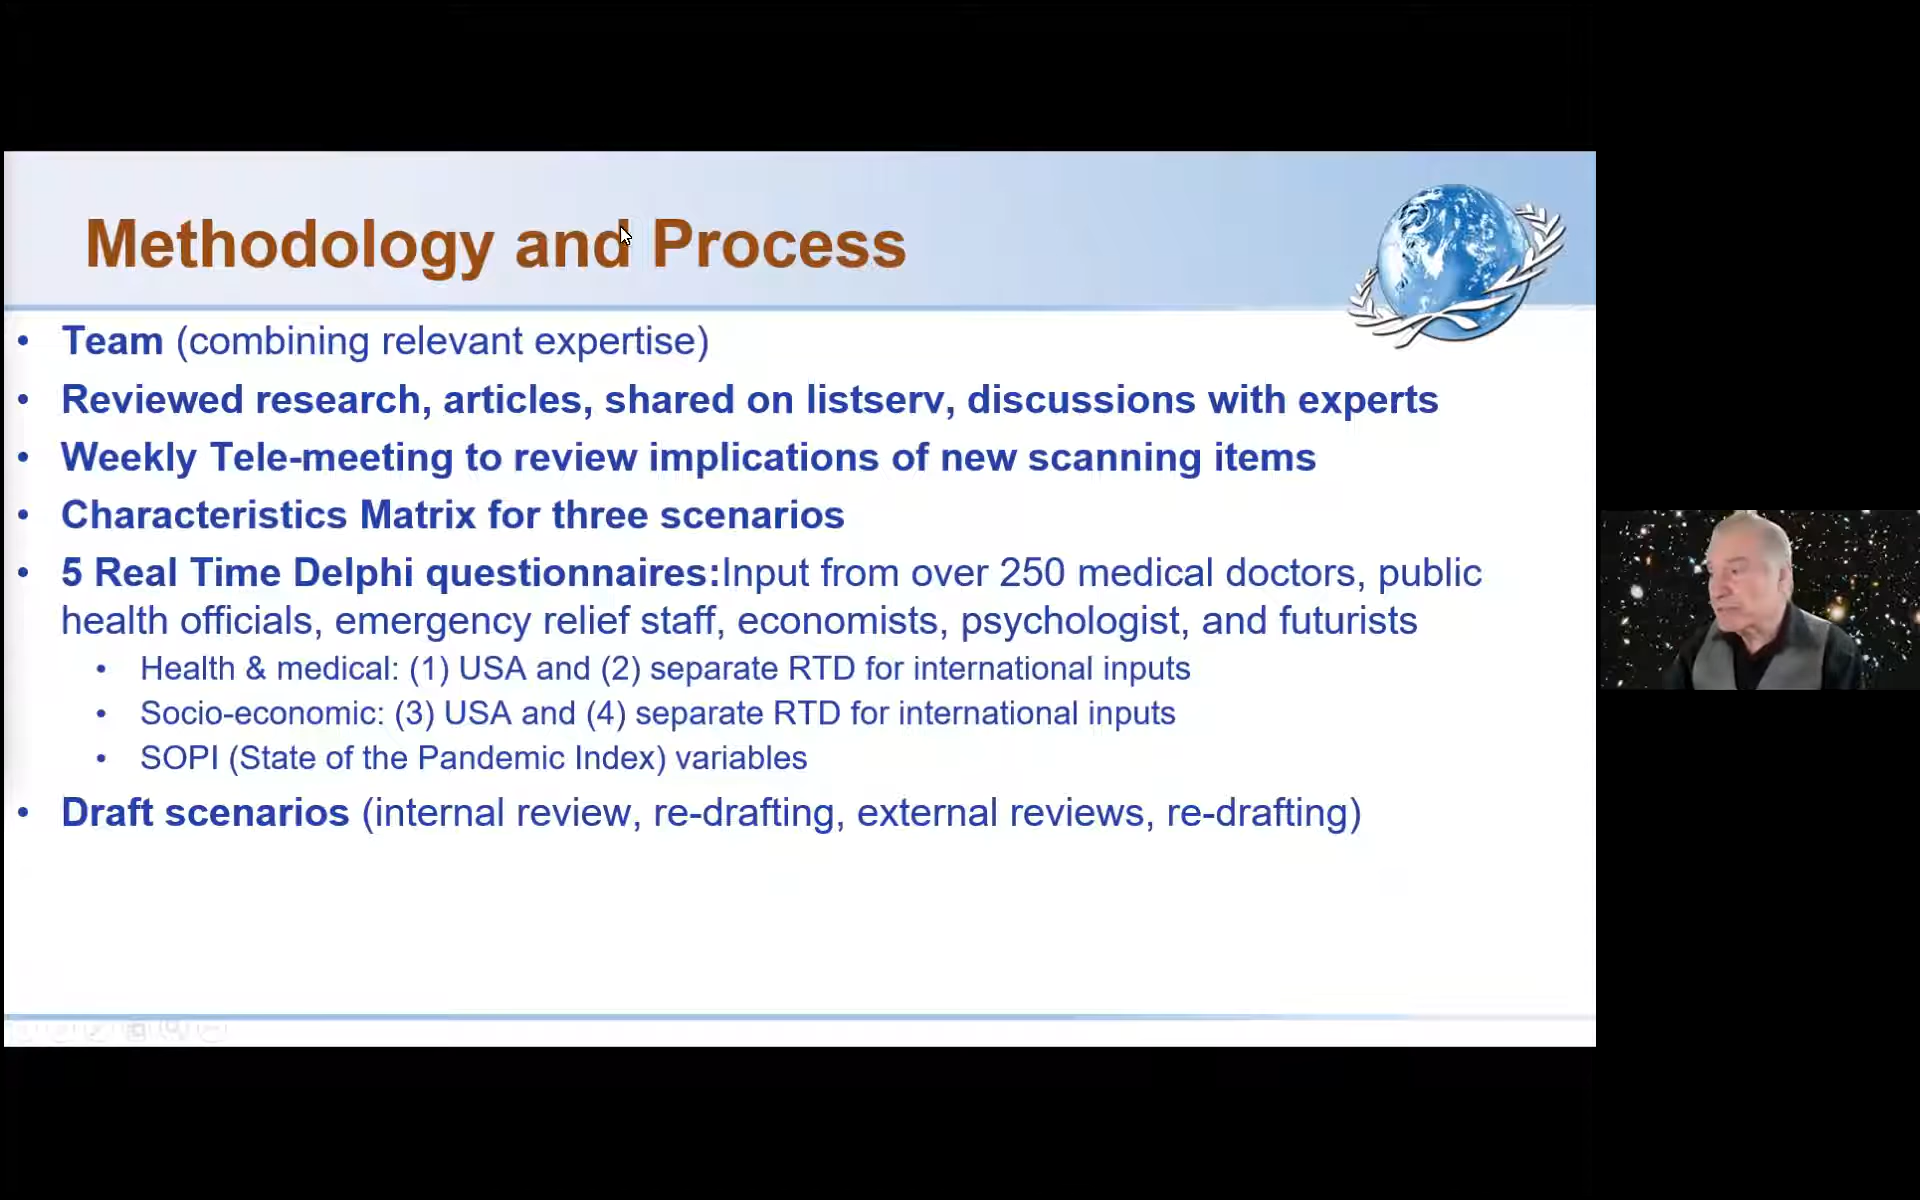 Methodology and Process
• Team (combining relevant expertise)
• Reviewed research, articles, shared on listserv, discussions with experts
• Weekly Tele-meeting to review implications of new scanning items
• Characteristics Matrix for three scenarios
• 5 Real Time Delphi questionnaires:Input from over 250 medical doctors, public
health officials, emergency relief staff, economists, psychologist, and futurists
• Health & medical: (1) USA and (2) separate RTD for international inputs
• Socio-economic: (3) USA and (4) separate RTD for international inputs
• SOPI (State of the Pandemic Index) variables
• Draft scenarios (internal review, re-drafting, external reviews, re-drafting)